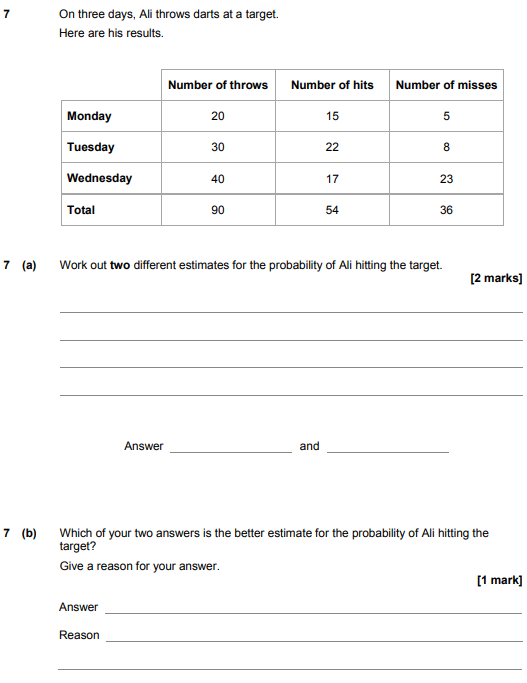 7 On three days, Ali throws darts at a target.
Here are his results.
Number of throws Number of hits Number of misses
Monday 20 15 5
Tuesday 30 22 8
Wednesday 40 17 23
Total 90 54 36
7 (a) Work out two different estimates for the probability of Ali hitting the target.
[2 marks]
Answer and
7 (b) Which of your two answers is the better estimate for the probability of Ali hitting the
target?
Give a reason for your answer.
[1 mark]
Answer
Reason